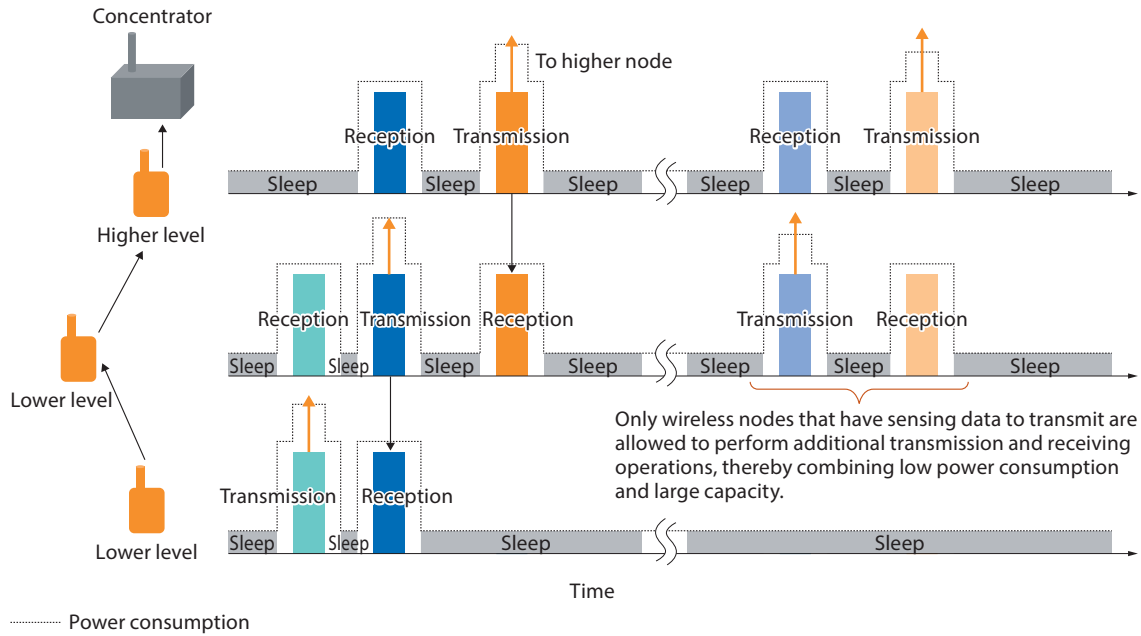 Concentrator
To higher node
Reception
Transmission
Reception
Transmission
Sleep
Sleep
Sleep
Sleep
Sleep
Sleep
Higher level
Reception
Transmission
Reception
Transmission
Reception
Sleep
Sleep
Sleep
Sleep
Sleep
Sleep
Sleep
Lower level
Only wireless nodes that have sensing data to transmit are
allowed to perform additional transmission and receiving
operations, thereby combining low power consumption
and large capacity.
Transmission
Reception
Sleep
Sleep
Sleep
Sleep
Lower level
Time
Power consumption